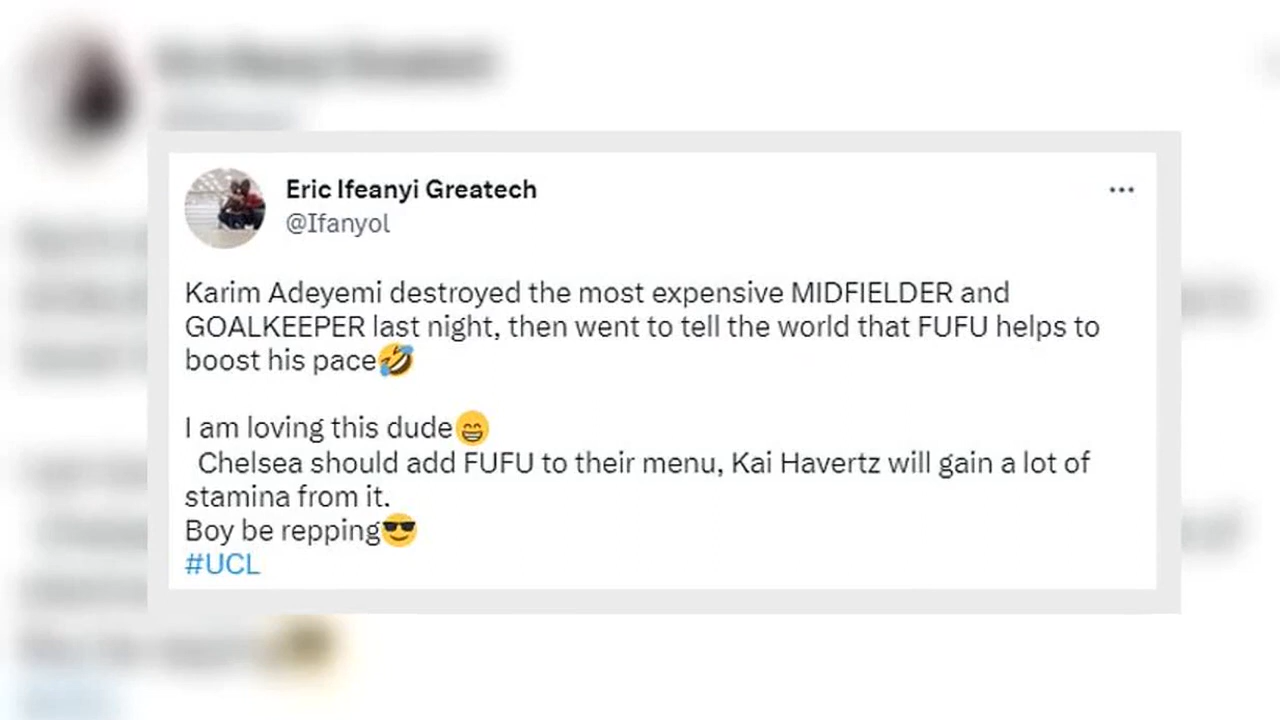 Eric Ifeanyi Greatech
@Ifanyol
Karim Adeyemi destroyed the most expensive MIDFIELDER and
GOALKEEPER last night, then went to tell the world that FUFU helps to
boost his pace🤣
I am loving this dude😁
Chelsea should add FUFU to their menu, Kai Havertz will gain a lot of
stamina from it.
Boy be repping😎
#UCL